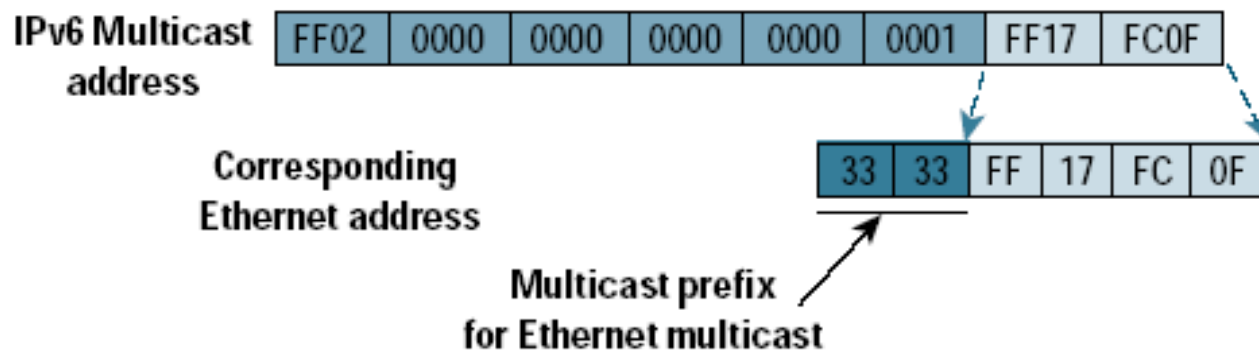 IPv6 Multicast address
FF02 0000 0000 0000 0000 0001 FF17 FC0F
Corresponding Ethernet address
33 33 FF 17 FC 0F
Multicast prefix
for Ethernet multicast